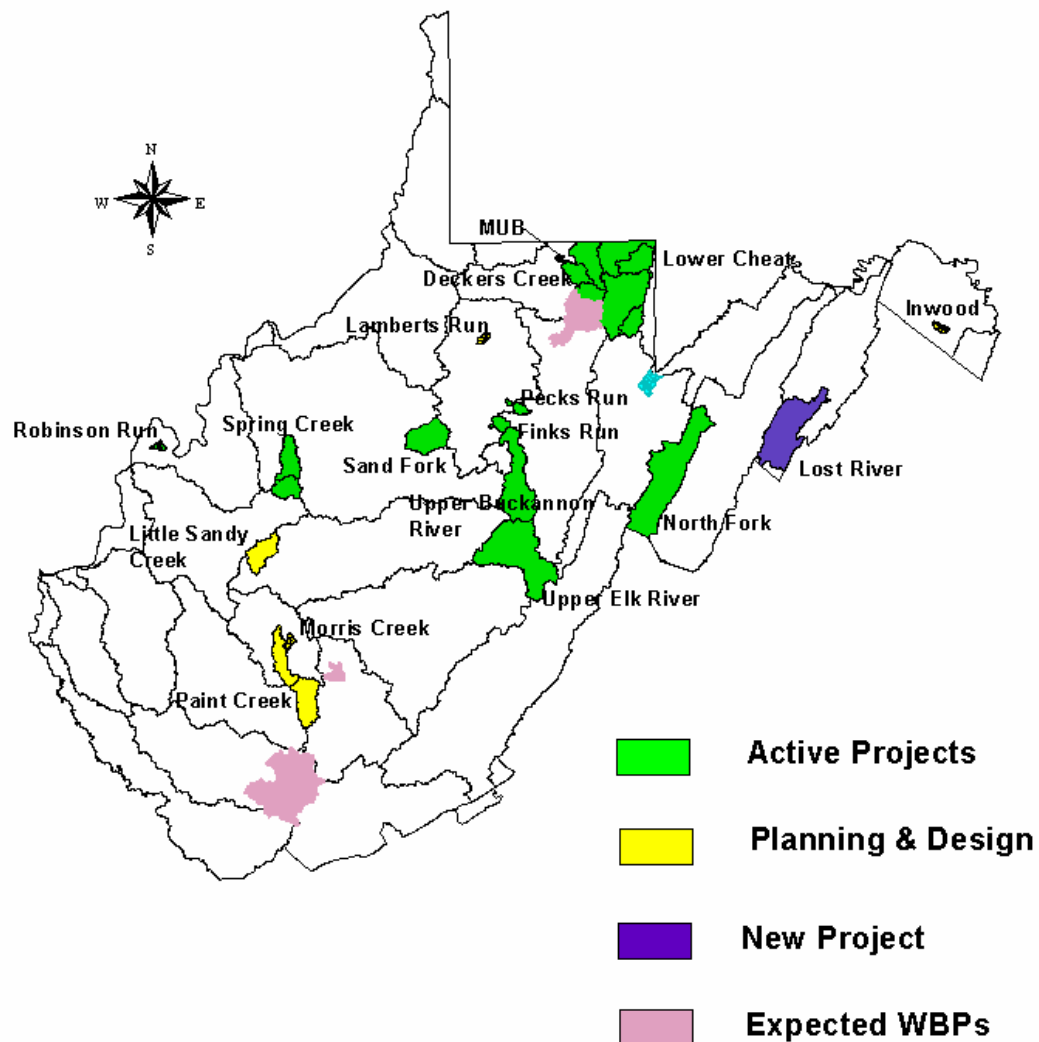 N
W E
S
MUB
Lower Cheat
Deckers Creek
Inwood
Lamberts Run
Pecks Run
Robinson Run
Spring Creek
Finks Run
Sand Fork
Lost River
Upper Buckannon
River
North Fork
Little Sandy
Creek
Upper Elk River
Morris Creek
Paint Creek
Active Projects
Planning & Design
New Project
Expected WBPs